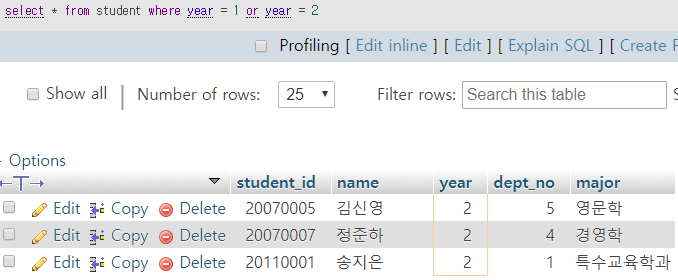 select * from student where year = 1 or year = 2
Profiling [ Edit inline ] [ Edit ] [ Explain SQL ] [ Create
Show all | Number of rows: 25 Filter rows: Search this table
Options
←T→ student_id name year dept_no major
Edit Copy Delete 20070005 김신영 2 5 영문학
Edit Copy Delete 20070007 정준하 2 4 경영학
Edit Copy Delete 20110001 송지은 2 1 특수교육학과